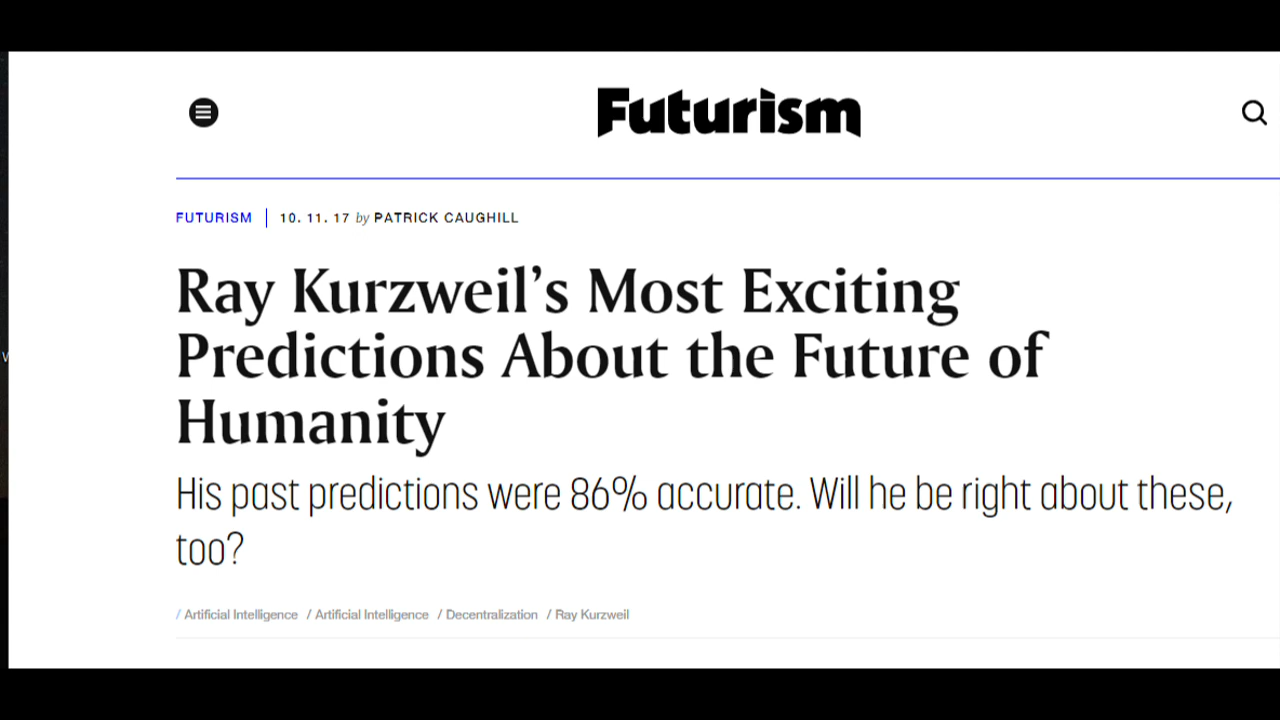 Futurism
FUTURISM | 10. 11. 17 by PATRICK CAUGHILL
Ray Kurzweil’s Most Exciting
Predictions About the Future of
Humanity
His past predictions were 86% accurate. Will he be right about these,
too?
/ Artificial Intelligence / Artificial Intelligence / Decentralization / Ray Kurzweil